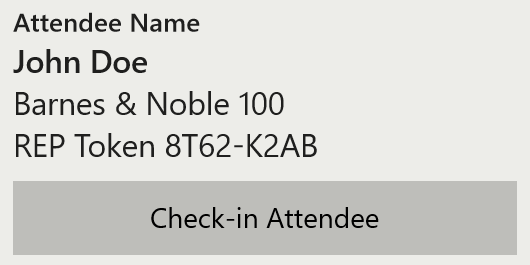 Attendee Name
John Doe
Barnes & Noble 100
REP Token 8T62-K2AB
Check-in Attendee